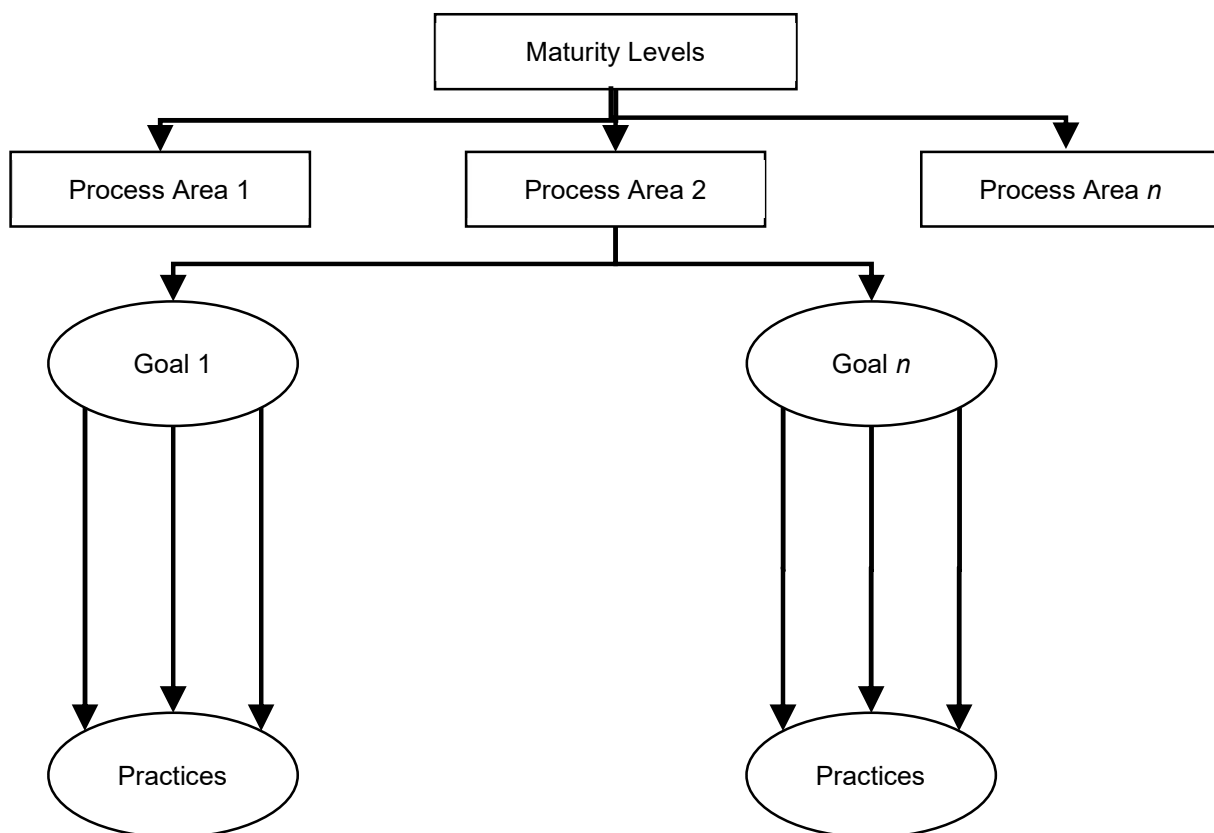 Maturity Levels
Process Area 1
Process Area 2
Process Area n
Goal 1
Goal n
Practices
Practices